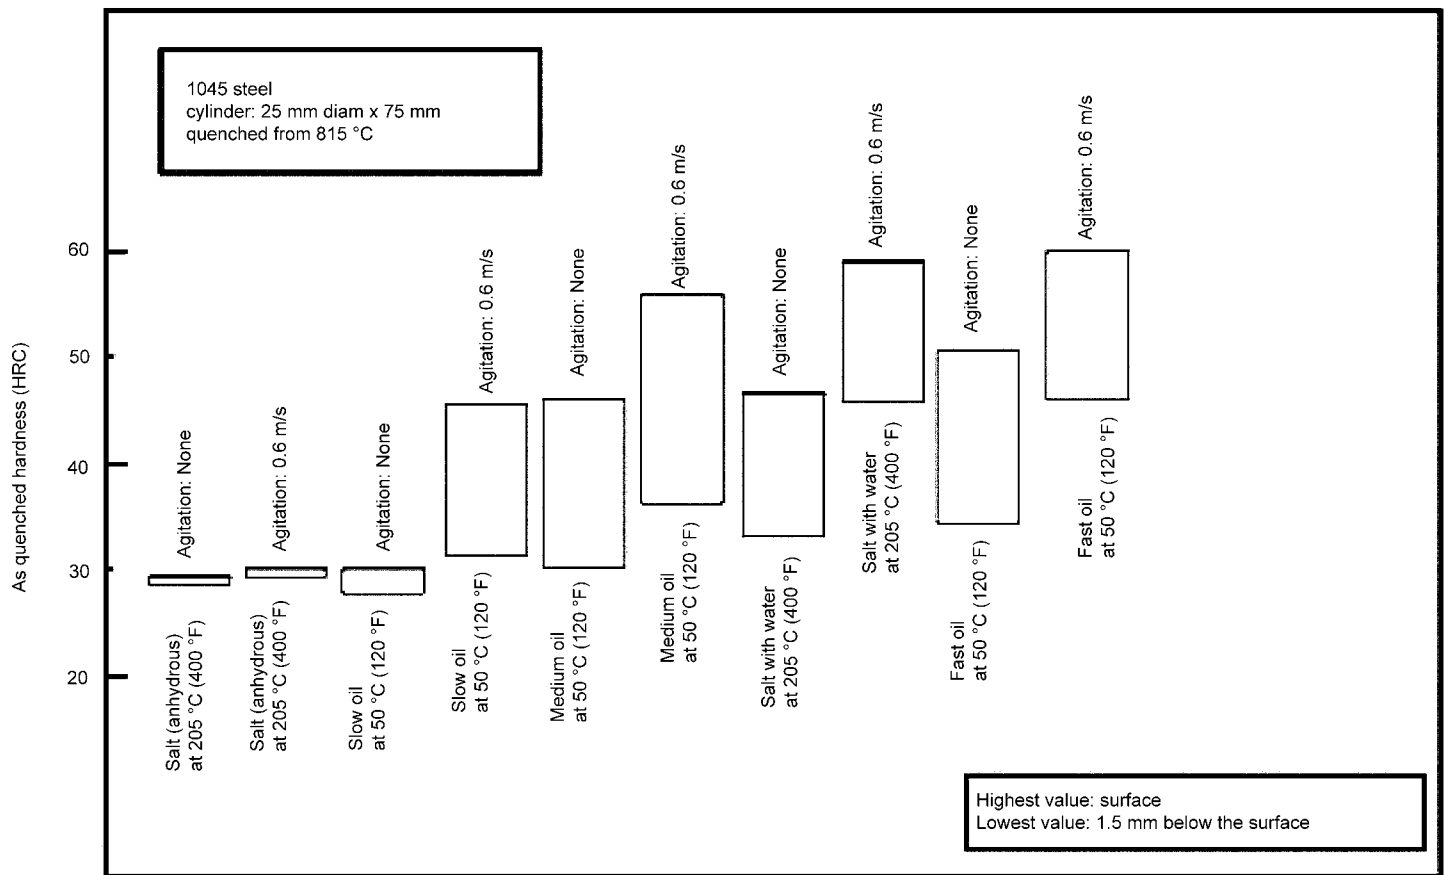 1045 steel
cylinder: 25 mm diam x 75 mm
quenched from 815 °C
As quenched hardness (HRC)
60
50
40
30
20
Agitation: None
Salt (anhydrous)
at 205 °C (400 °F)
Agitation: 0.6 m/s
Salt (anhydrous)
at 205 °C (400 °F)
Agitation: None
Slow oil
at 50 °C (120 °F)
Agitation: 0.6 m/s
Slow oil
at 50 °C (120 °F)
Agitation: None
Medium oil
at 50 °C (120 °F)
Agitation: 0.6 m/s
Medium oil
at 50 °C (120 °F)
Agitation: None
Salt with water
at 205 °C (400 °F)
Agitation: 0.6 m/s
Salt with water
at 205 °C (400 °F)
Agitation: None
Fast oil
at 50 °C (120 °F)
Agitation: 0.6 m/s
Fast oil
at 50 °C (120 °F)
Highest value: surface
Lowest value: 1.5 mm below the surface